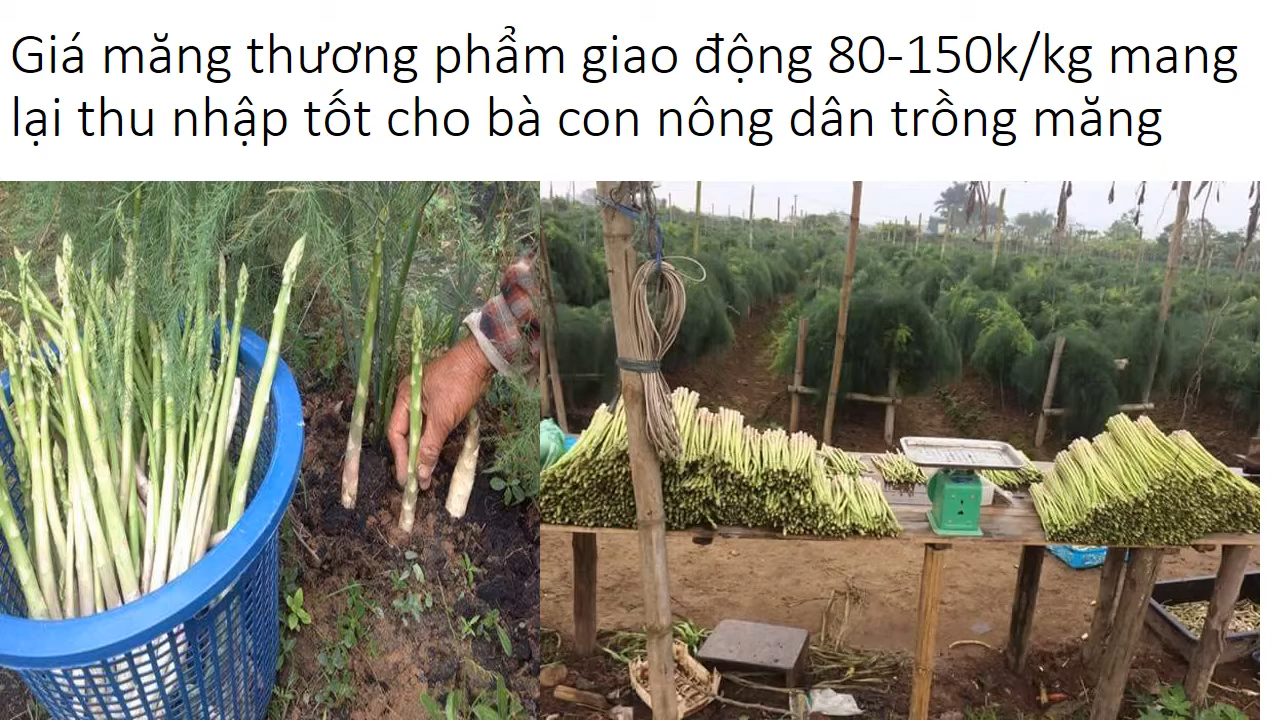 Giá măng thương phẩm giao động 80-150k/kg mang
lại thu nhập tốt cho bà con nông dân trồng măng